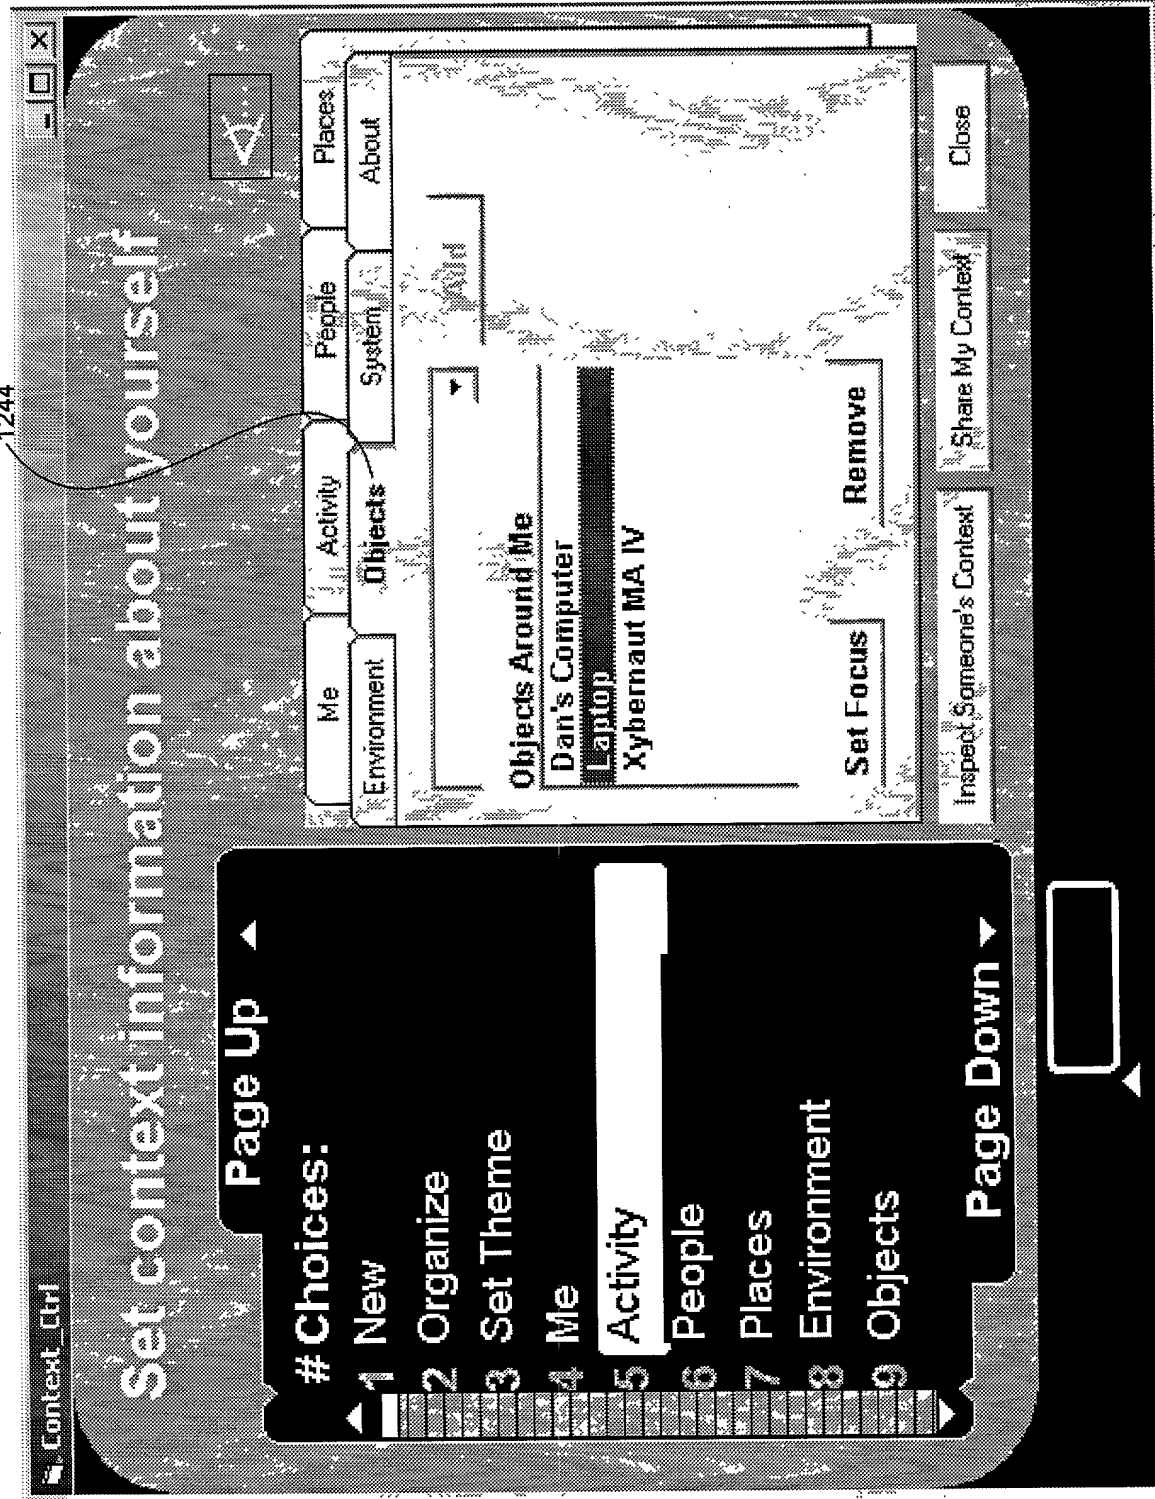 1244
Context_Ctrl
Set context information about yourself
Page Up
# Choices:
1 New
2 Organize
3 Set Theme
4 Me
5 Activity
6 People
7 Places
8 Environment
9 Objects
Page Down
Me Activity People Places
Environment Objects System About
Add
Objects Around Me
Dan's Computer
Laptop
Xybernaut MA IV
Set Focus Remove
Inspect Someone's Context Share My Context Close